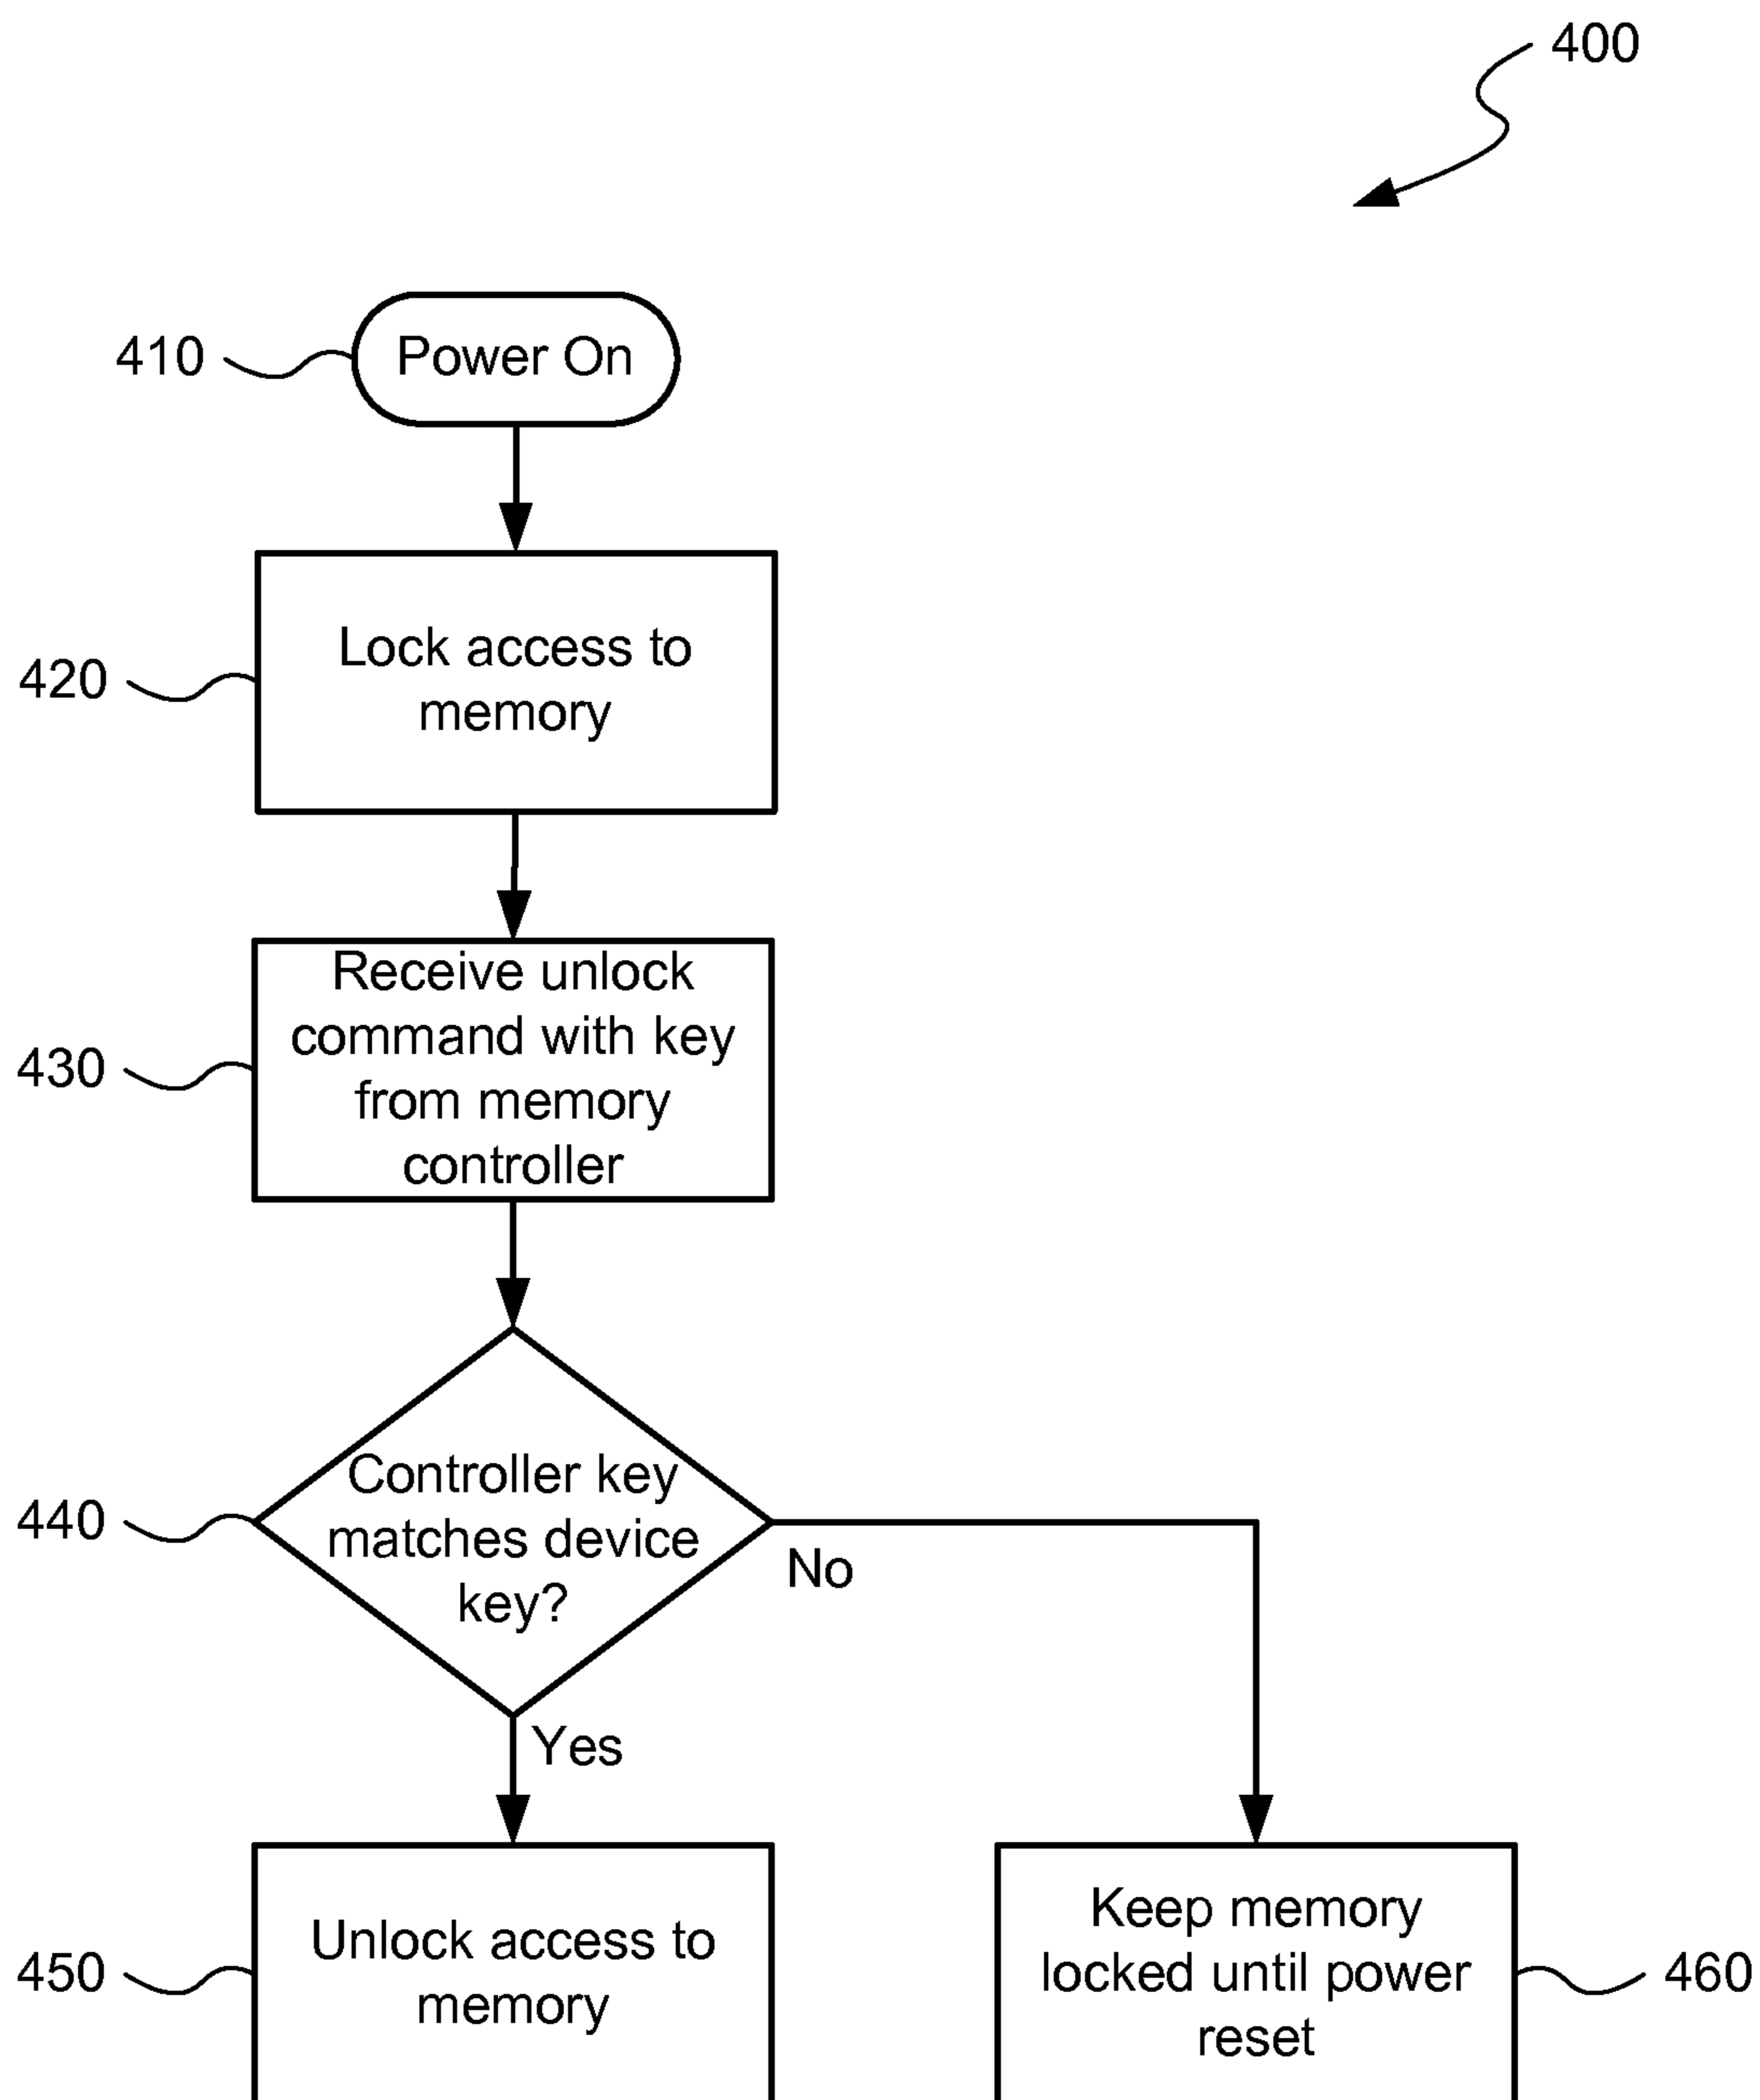 400
410
Power On
420
Lock access to
memory
430
Receive unlock
command with key
from memory
controller
440
Controller key
matches device
key?
No
Yes
450
Unlock access to
memory
Keep memory
locked until power
reset
460